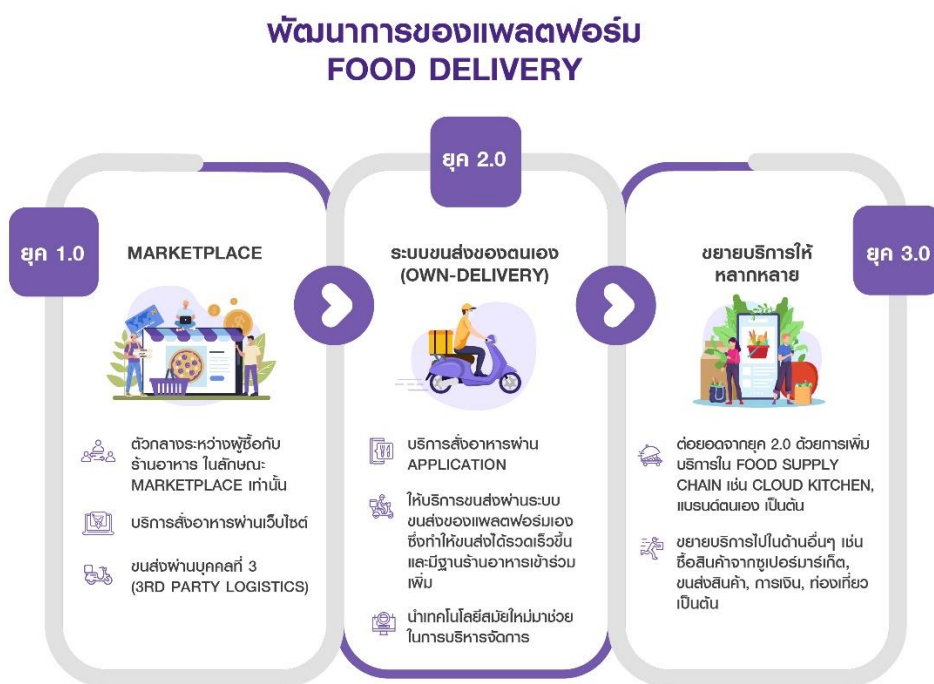 พัฒนาการของแพลตฟอร์ม
FOOD DELIVERY
ยุค 1.0
MARKETPLACE
ตัวกลางระหว่างผู้ซื้อกับ
ร้านอาหาร ในลักษณะ
MARKETPLACE เท่านั้น
บริการสั่งอาหารผ่านเว็บไซต์
ขนส่งผ่านบุคคลที่ 3
(3RD PARTY LOGISTICS)
ยุค 2.0
ระบบขนส่งของตนเอง
(OWN-DELIVERY)
บริการสั่งอาหารผ่าน
APPLICATION
ให้บริการขนส่งผ่านระบบ
ขนส่งของแพลตฟอร์มเอง
ซึ่งทำให้ขนส่งได้รวดเร็วขึ้น
และมีฐานร้านอาหารเข้าร่วม
เพิ่ม
นำเทคโนโลยีสมัยใหม่มาช่วย
ในการบริหารจัดการ
ยุค 3.0
ขยายบริการให้
หลากหลาย
ต่อยอดจากยุค 2.0 ด้วยการเพิ่ม
บริการใน FOOD SUPPLY
CHAIN เช่น CLOUD KITCHEN,
แบรนด์ตนเอง เป็นต้น
ขยายบริการไปในด้านอื่นๆ เช่น
ซื้อสินค้าจากซูเปอร์มาร์เก็ต,
ขนส่งสินค้า, การเงิน, ท่องเที่ยว
เป็นต้น